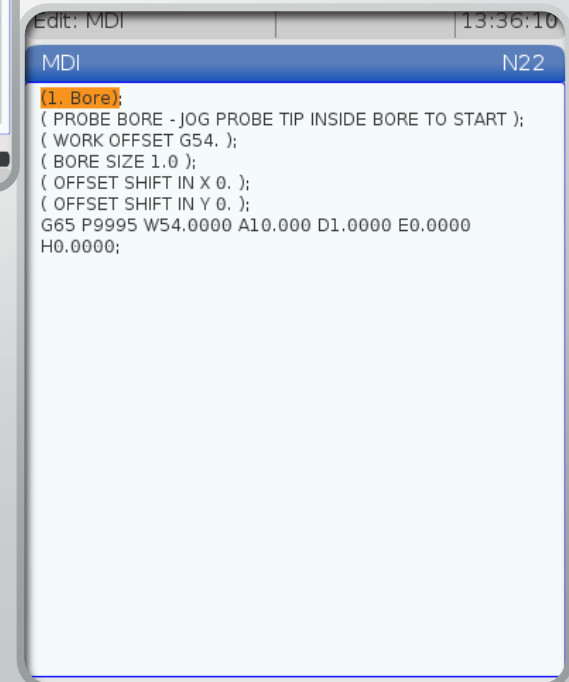 Edit: MDI 13:36:10
MDI N22
(1. Bore);
( PROBE BORE - JOG PROBE TIP INSIDE BORE TO START );
( WORK OFFSET G54. );
( BORE SIZE 1.0 );
( OFFSET SHIFT IN X 0. );
( OFFSET SHIFT IN Y 0. );
G65 P9995 W54.0000 A10.000 D1.0000 E0.0000
H0.0000;